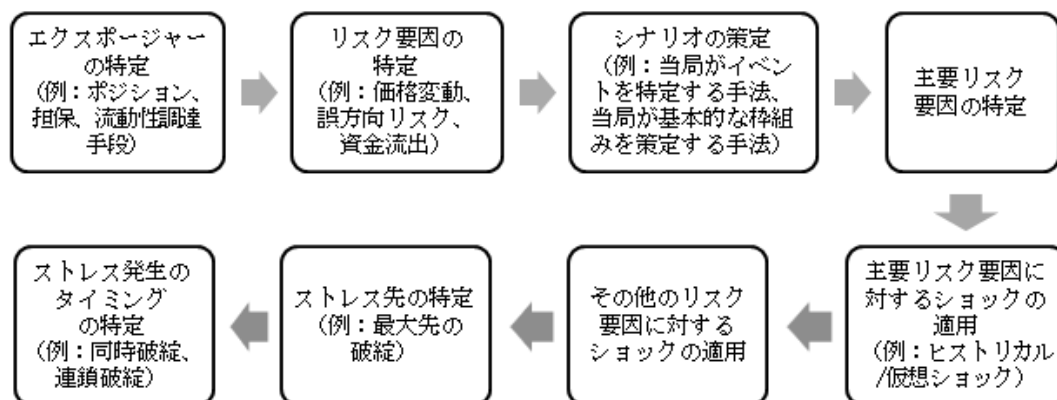 エクスポージャー
の特定
（例：ポジション、
担保、流動性調達
手段）
リスク要因の
特定
（例：価格変動、
誤方向リスク、
資金流出）
シナリオの策定
（例：当局がイベン
トを特定する手法、
当局が基本的な枠組
みを策定する手法）
主要リスク
要因の特定
主要リスク要因に
対するショックの
適用
（例：ヒストリカル
/仮想ショック）
その他のリスク
要因に対する
ショックの適用
ストレス先の特定
（例：最大先の
破綻）
ストレス発生の
タイミング
の特定
（例：同時破綻、
連鎖破綻）